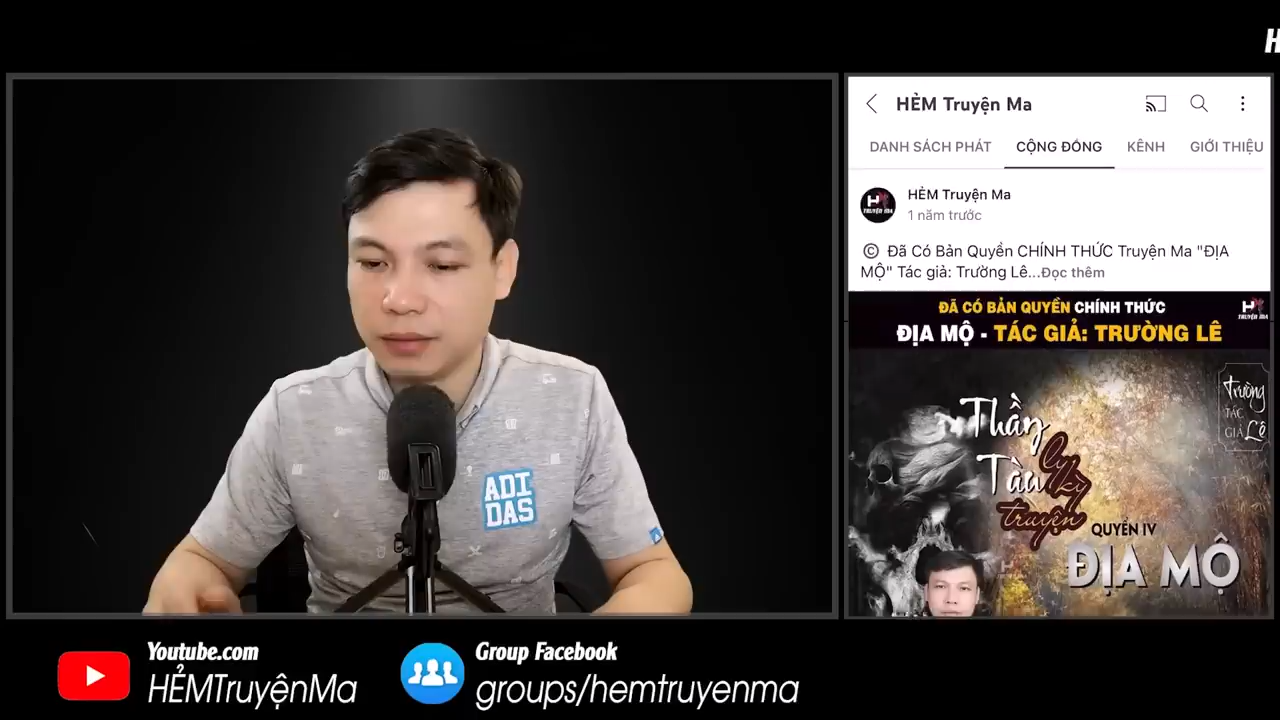 H
HẺM Truyện Ma
DANH SÁCH PHÁT
CỘNG ĐỒNG
KÊNH
GIỚI THIỆU
HẺM Truyện Ma
1 năm trước
© Đã Có Bản Quyền CHÍNH THỨC Truyện Ma "ĐỊA
MỘ" Tác giả: Trường Lê...Đọc thêm
ĐÃ CÓ BẢN QUYỀN CHÍNH THỨC
ĐỊA MỘ - TÁC GIẢ: TRƯỜNG LÊ
Trường
TÁC
GIẢ Lê
Thần
Tàu
ly kỳ
truyện
QUYỂN IV
ĐỊA MỘ
ADI
DAS
Youtube.com
HẺMTruyệnMa
Group Facebook
groups/hemtruyenma